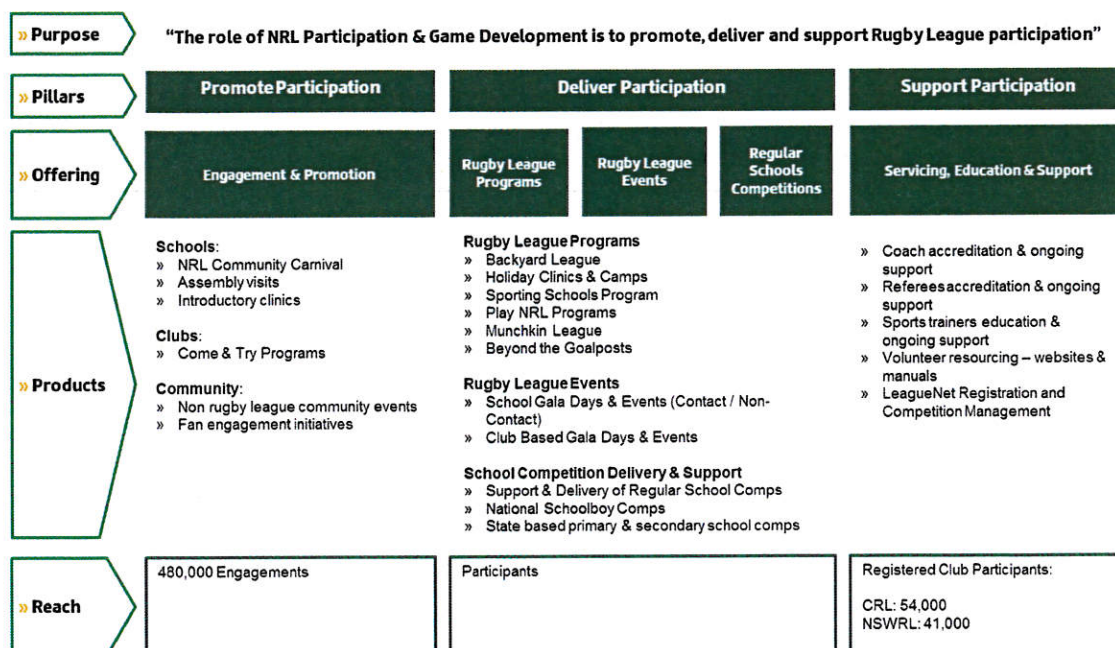 » Purpose
“The role of NRL Participation & Game Development is to promote, deliver and support Rugby League participation”
» Pillars
Promote Participation
Deliver Participation
Support Participation
» Offering
Engagement & Promotion
Rugby League
Programs
Rugby League
Events
Regular
Schools
Competitions
Servicing, Education & Support
» Products
Schools:
» NRL Community Carnival
» Assembly visits
» Introductory clinics
Clubs:
» Come & Try Programs
Community:
» Non rugby league community events
» Fan engagement initiatives
Rugby League Programs
» Backyard League
» Holiday Clinics & Camps
» Sporting Schools Program
» Play NRL Programs
» Munchkin League
» Beyond the Goalposts
Rugby League Events
» School Gala Days & Events (Contact / Non-
Contact)
» Club Based Gala Days & Events
School Competition Delivery & Support
» Support & Delivery of Regular School Comps
» National Schoolboy Comps
» State based primary & secondary school comps
» Coach accreditation & ongoing
support
» Referees accreditation & ongoing
support
» Sports trainers education &
ongoing support
» Volunteer resourcing – websites &
manuals
» LeagueNet Registration and
Competition Management
» Reach
480,000 Engagements
Participants
Registered Club Participants:
CRL: 54,000
NSWRL: 41,000